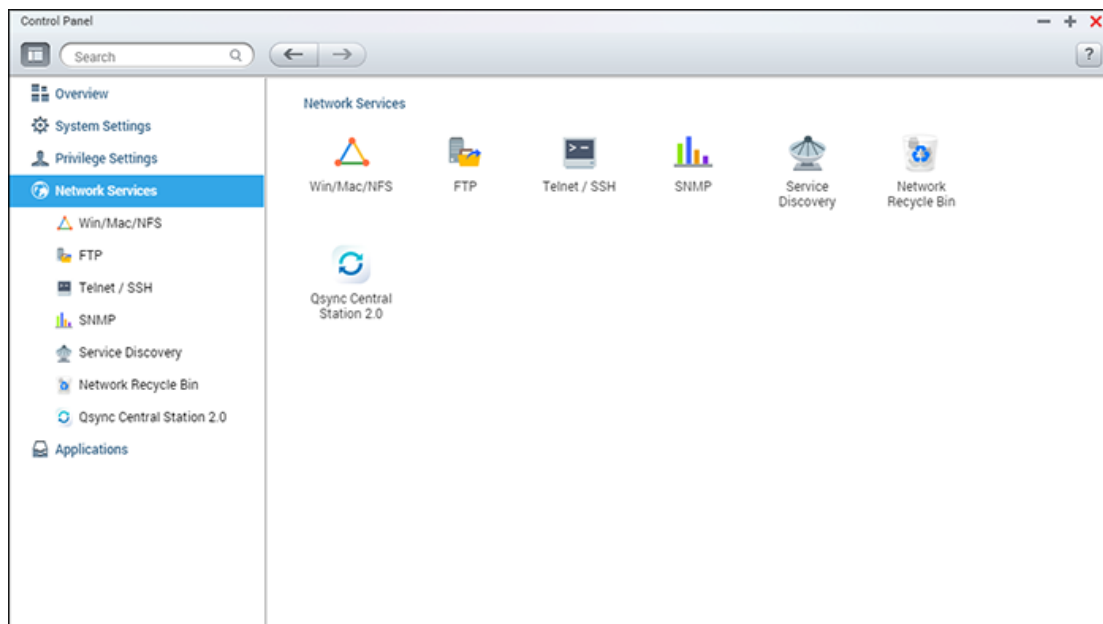 Control Panel
Search
?
Overview
System Settings
Privilege Settings
Network Services
Win/Mac/NFS
FTP
Telnet / SSH
SNMP
Service Discovery
Network Recycle Bin
Qsync Central Station 2.0
Applications
Network Services
Win/Mac/NFS
FTP
Telnet / SSH
SNMP
Service
Discovery
Network
Recycle Bin
Qsync Central
Station 2.0